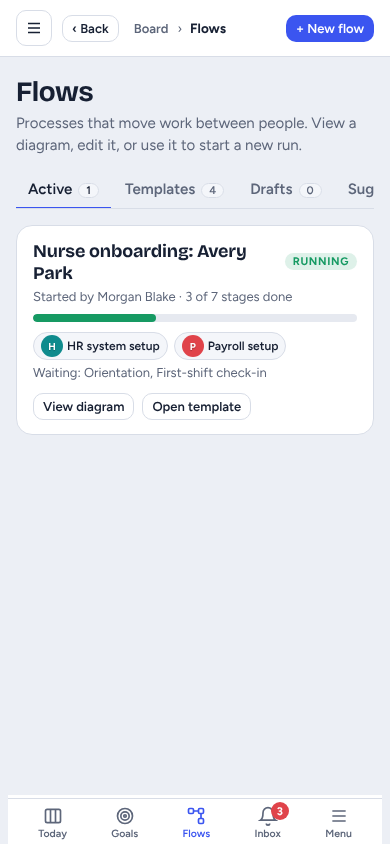 ‹ Back
Board › Flows
+ New flow
Flows
Processes that move work between people. View a
diagram, edit it, or use it to start a new run.
Active 1
Templates 4
Drafts 0
Sug
Nurse onboarding: Avery
Park
RUNNING
Started by Morgan Blake · 3 of 7 stages done
H HR system setup
P Payroll setup
Waiting: Orientation, First-shift check-in
View diagram
Open template
3
Today
Goals
Flows
Inbox
Menu